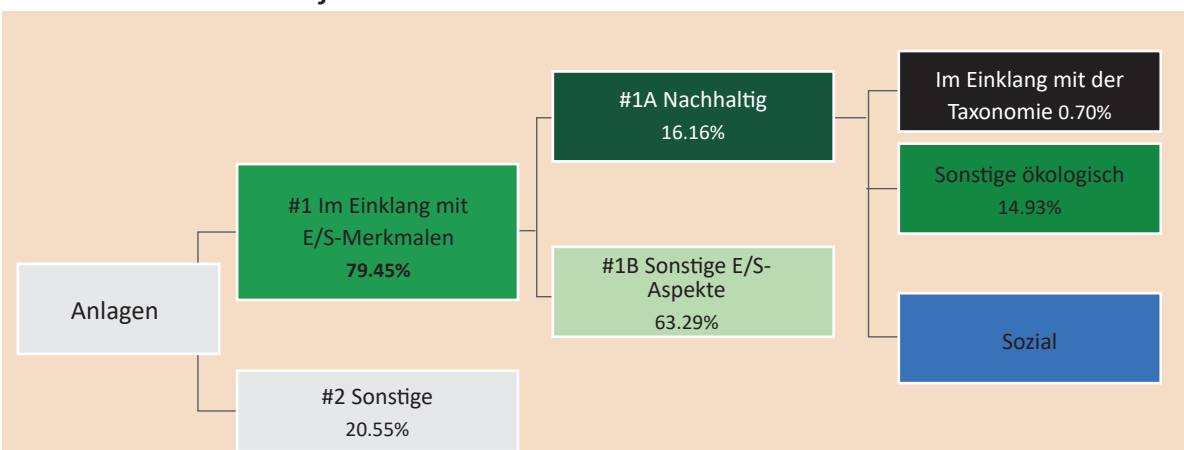 Anlagen
#1 Im Einklang mit
E/S-Merkmalen
79.45%
#2 Sonstige
20.55%
#1A Nachhaltig
16.16%
#1B Sonstige E/S-
Aspekte
63.29%
Im Einklang mit der
Taxonomie 0.70%
Sonstige ökologisch
14.93%
Sozial